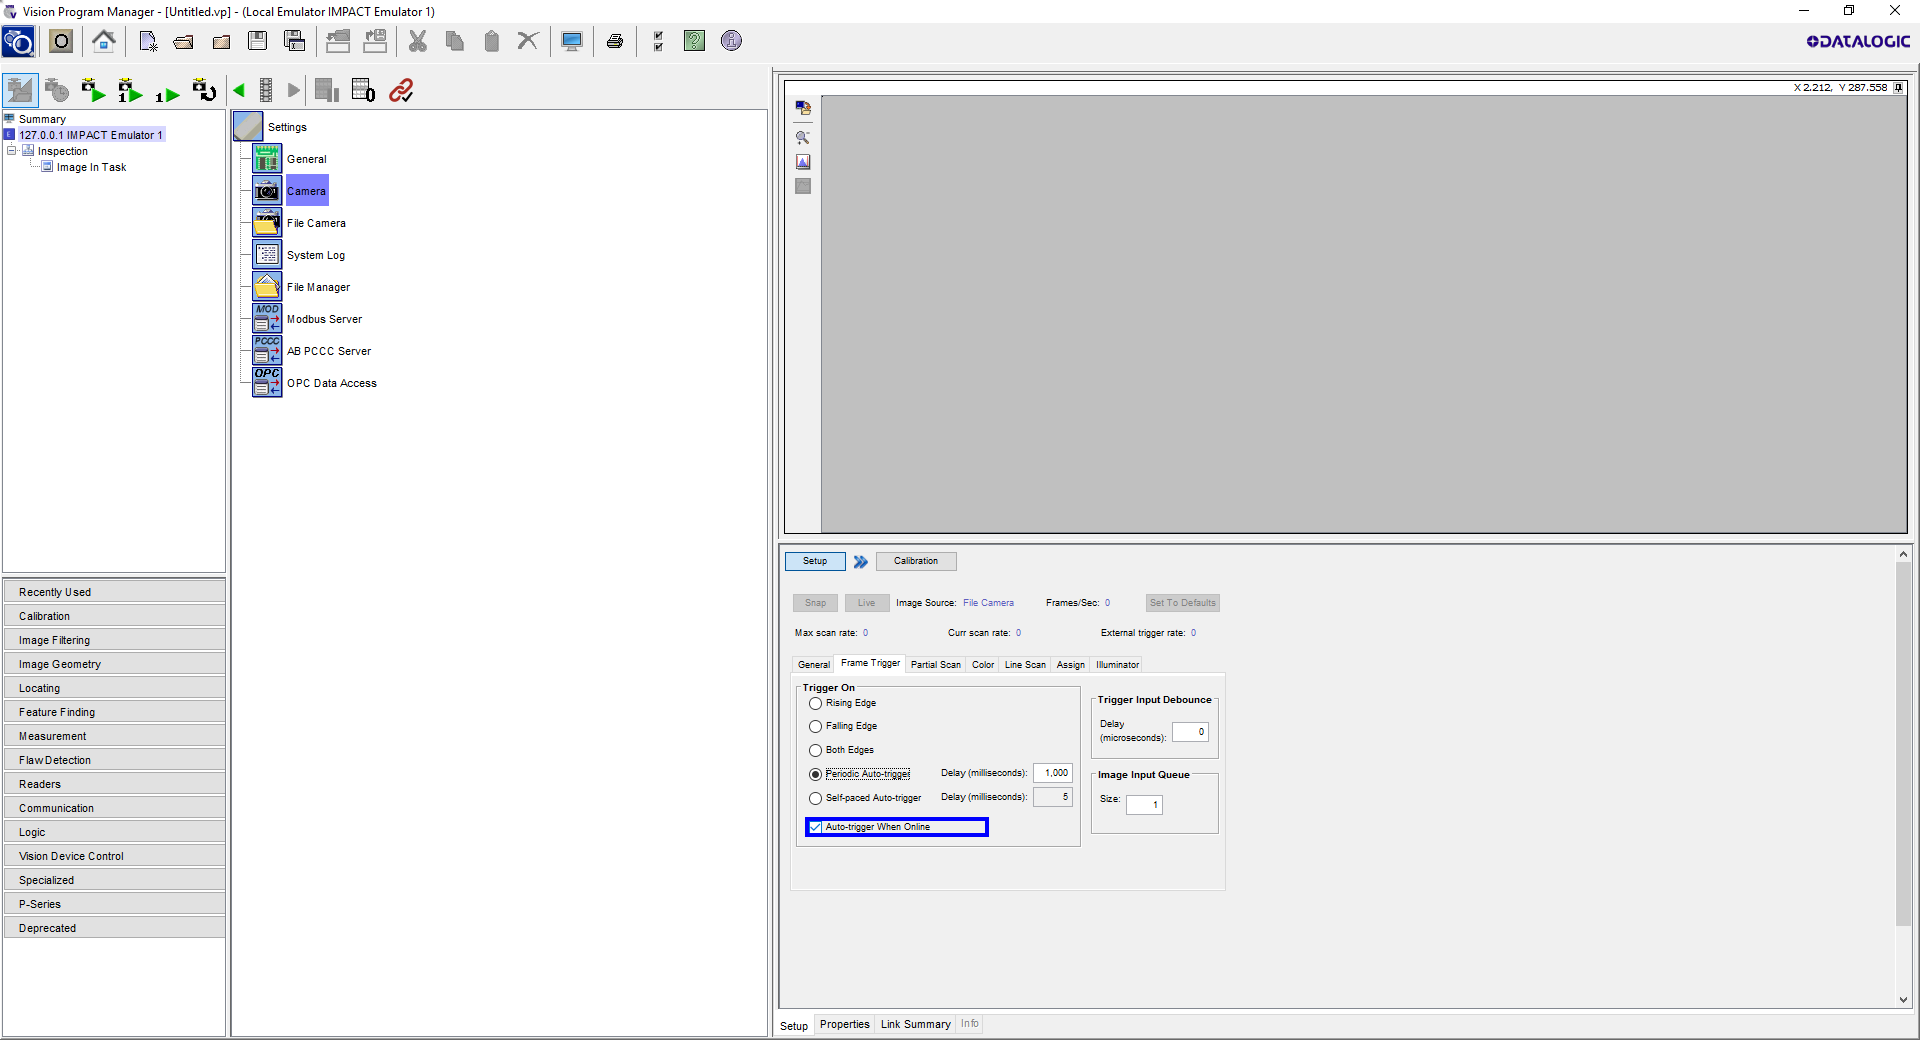 Vision Program Manager - [Untitled.vp] - (Local Emulator IMPACT Emulator 1)
O
DATALOGIC
1
1
0
X 2.212, Y 287.558
Summary
127.0.0.1 IMPACT Emulator 1
Inspection
Image In Task
Settings
General
Camera
File Camera
System Log
File Manager
MOD
Modbus Server
PCCC
AB PCCC Server
OPC
OPC Data Access
Recently Used
Calibration
Image Filtering
Image Geometry
Locating
Feature Finding
Measurement
Flaw Detection
Readers
Communication
Logic
Vision Device Control
Specialized
P-Series
Deprecated
Setup
Calibration
Snap
Live
Image Source: File Camera
Frames/Sec: 0
Set To Defaults
Max scan rate: 0
Curr scan rate: 0
External trigger rate: 0
General
Frame Trigger
Partial Scan
Color
Line Scan
Assign
Illuminator
Trigger On
Rising Edge
Falling Edge
Both Edges
Periodic Auto-trigger
Delay (milliseconds): 1,000
Self-paced Auto-trigger
Delay (milliseconds): 5
Auto-trigger When Online
Trigger Input Debounce
Delay
(microseconds): 0
Image Input Queue
Size: 1
Setup
Properties
Link Summary
Info